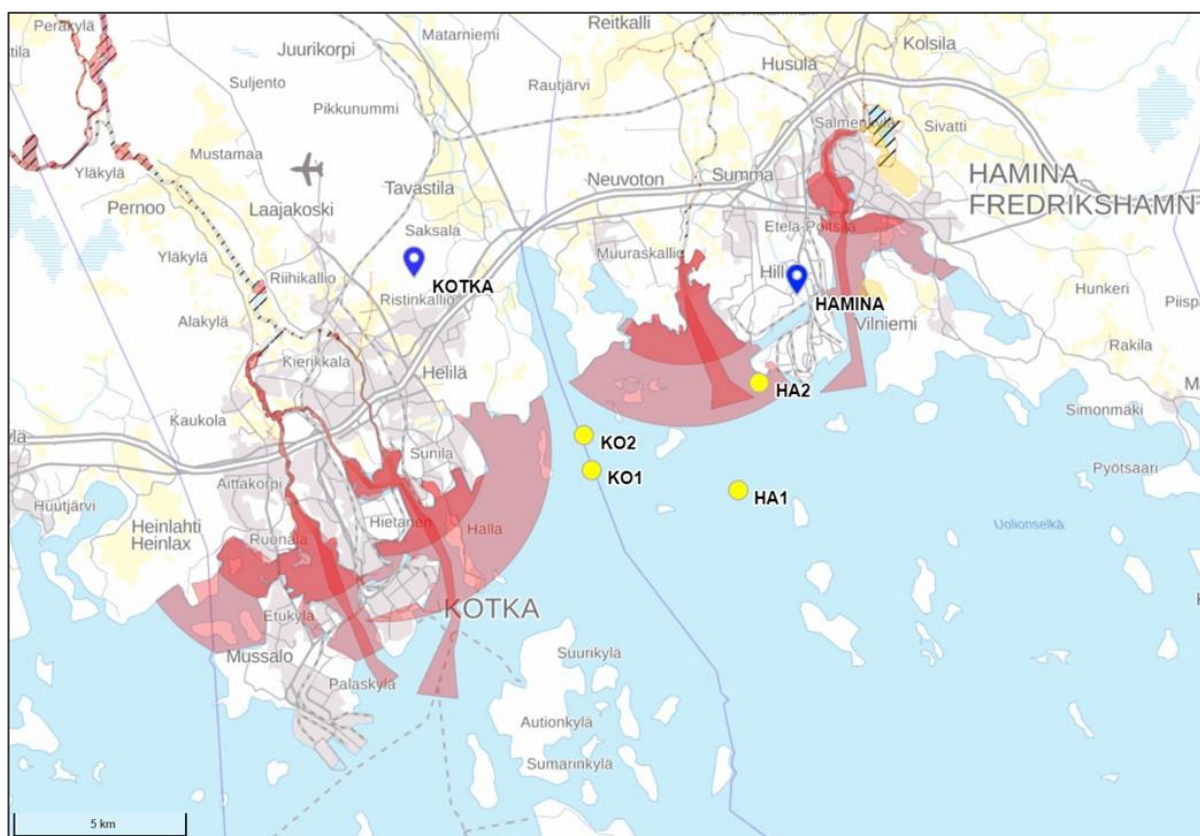 Peräkylä
tila
Juurikorpi
Matarniemi
Reitkalli
Kolsila
Husula
Suljento
Pikkunummi
Rautjärvi
Salmenkylä
Sivatti
Yläkylä
Mustamaa
Pernoo
Tavastila
Laajakoski
Neuvoton
Summa
HAMINA
FREDRIKSHAMN
Yläkylä
Saksala
Muuraskallio
Etelä-Poitsila
Riihikallio
KOTKA
Ristinkallio
Hill
HAMINA
Hunkeri
Piispa
Alakylä
Vilniemi
Kierikkala
Helilä
Rakila
HA2
Kaukola
Simonmäki
KO2
Sunila
KO1
Pyötsaari
Aittakorpi
HA1
Huutjärvi
Heinlahti
Heinlax
Hietanen
Halla
Uolionselkä
Ruonala
Etukylä
KOTKA
Mussalo
Suurikylä
Palaskylä
Autionkylä
Sumarinkylä
5 km